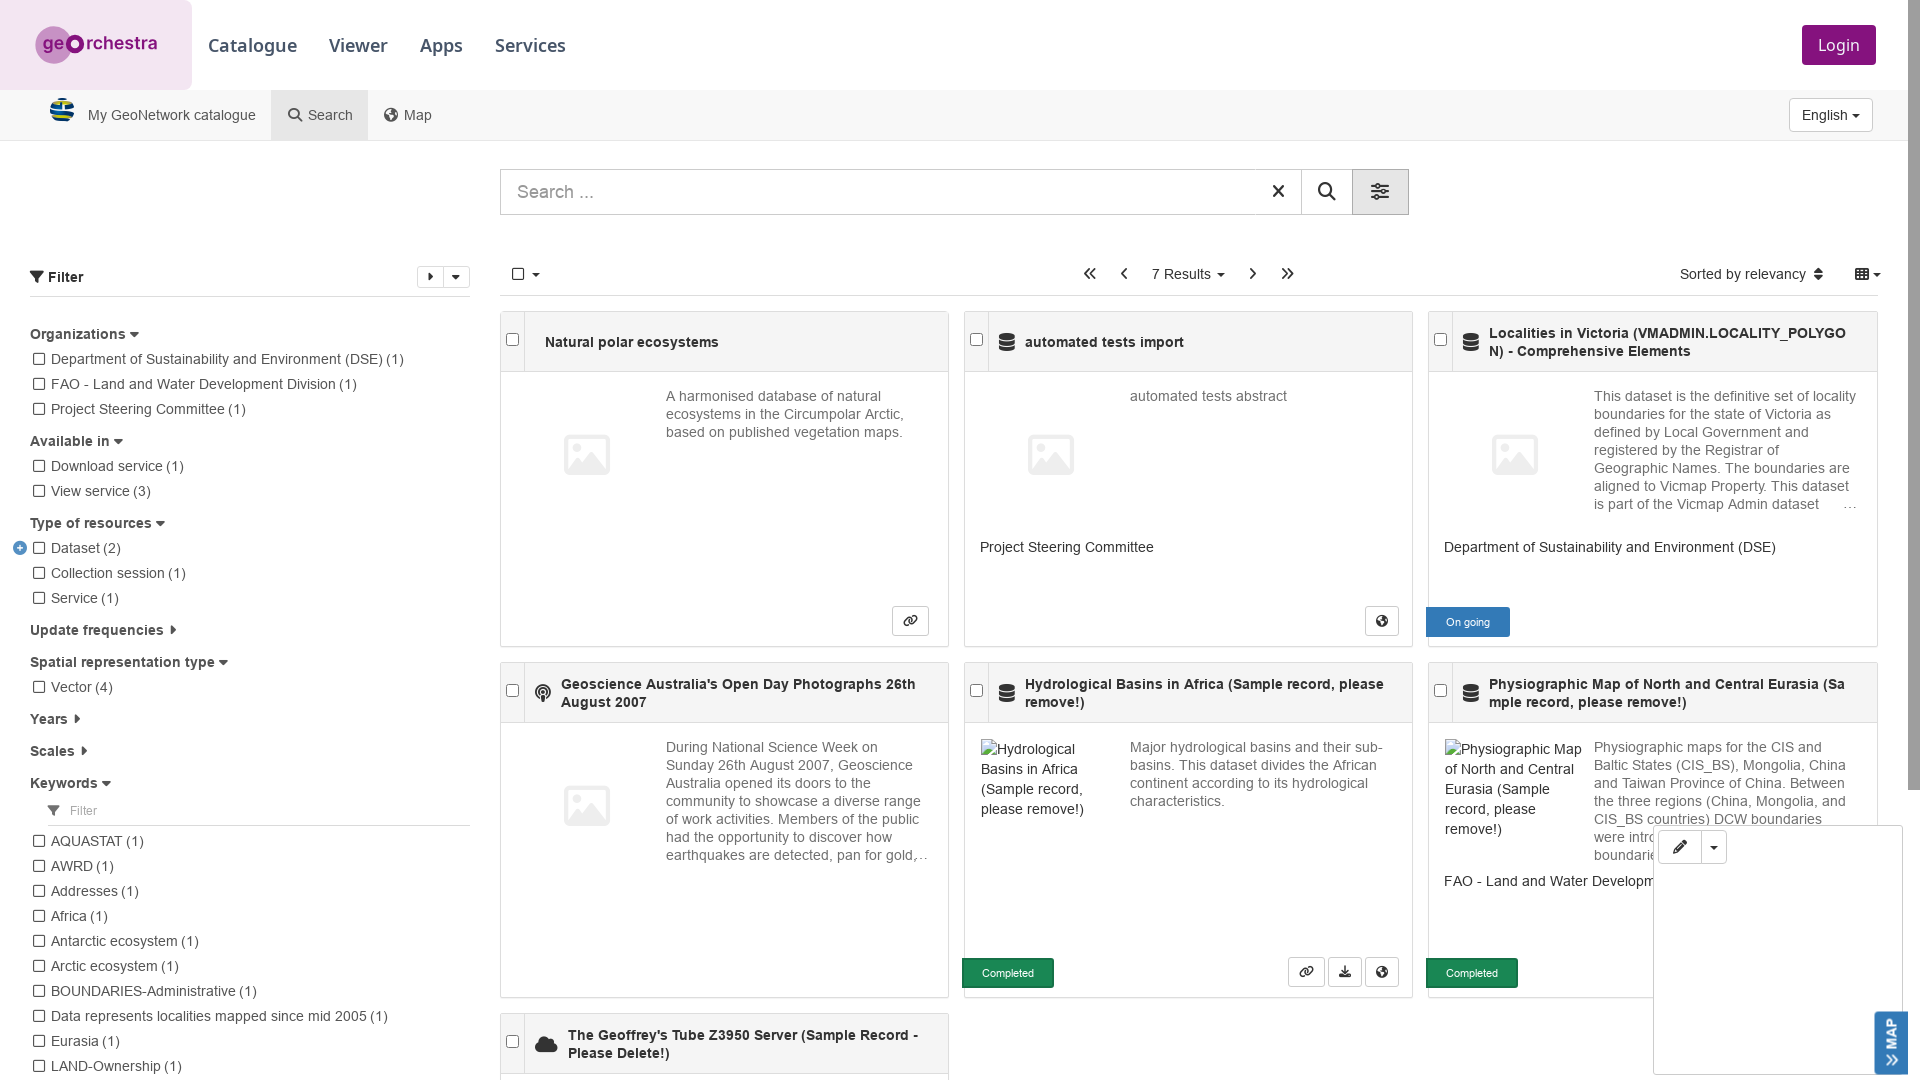 geOrchestra
Catalogue
Viewer
Apps
Services
Login
My GeoNetwork catalogue
Search
Map
English
Search ...
Filter
7 Results
Sorted by relevancy
Organizations
Department of Sustainability and Environment (DSE) (1)
FAO - Land and Water Development Division (1)
Project Steering Committee (1)
Available in
Download service (1)
View service (3)
Type of resources
Dataset (2)
Collection session (1)
Service (1)
Update frequencies
Spatial representation type
Vector (4)
Years
Scales
Keywords
Filter
AQUASTAT (1)
AWRD (1)
Addresses (1)
Africa (1)
Antarctic ecosystem (1)
Arctic ecosystem (1)
BOUNDARIES-Administrative (1)
Data represents localities mapped since mid 2005 (1)
Eurasia (1)
LAND-Ownership (1)
Natural polar ecosystems
A harmonised database of natural
ecosystems in the Circumpolar Arctic,
based on published vegetation maps.
automated tests import
automated tests abstract
Project Steering Committee
Localities in Victoria (VMADMIN.LOCALITY_POLYGO
N) - Comprehensive Elements
This dataset is the definitive set of locality
boundaries for the state of Victoria as
defined by Local Government and
registered by the Registrar of
Geographic Names. The boundaries are
aligned to Vicmap Property. This dataset
is part of the Vicmap Admin dataset ...
Department of Sustainability and Environment (DSE)
On going
Geoscience Australia's Open Day Photographs 26th
August 2007
During National Science Week on
Sunday 26th August 2007, Geoscience
Australia opened its doors to the
community to showcase a diverse range
of work activities. Members of the public
had the opportunity to discover how
earthquakes are detected, pan for gold,...
Hydrological Basins in Africa (Sample record, please
remove!)
Hydrological
Basins in Africa
(Sample record,
please remove!)
Major hydrological basins and their sub-
basins. This dataset divides the African
continent according to its hydrological
characteristics.
Completed
Physiographic Map of North and Central Eurasia (Sa
mple record, please remove!)
Physiographic Map
of North and Central
Eurasia (Sample
record, please
remove!)
Physiographic maps for the CIS and
Baltic States (CIS_BS), Mongolia, China
and Taiwan Province of China. Between
the three regions (China, Mongolia, and
CIS_BS countries) DCW boundaries
were
FAO - Land and Water
Completed
The Geoffrey's Tube Z3950 Server (Sample Record -
Please Delete!)
MAP